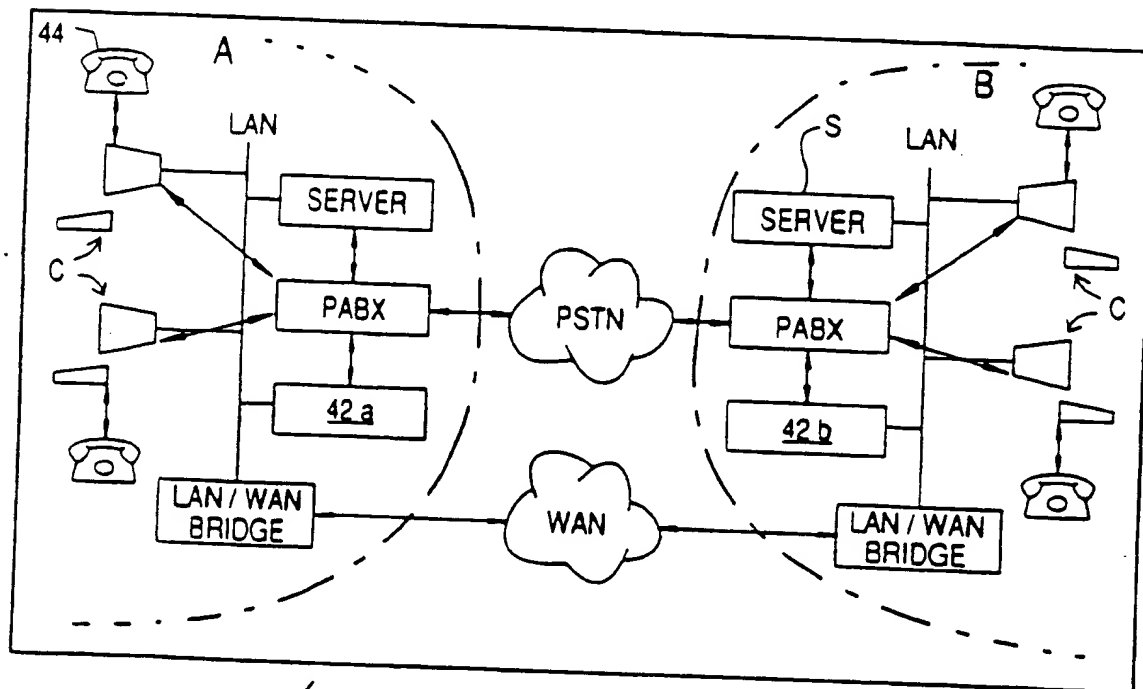 44
A
B
LAN
S
LAN
SERVER
SERVER
C
PABX
PSTN
PABX
C
42 a
42 b
LAN / WAN
BRIDGE
WAN
LAN / WAN
BRIDGE